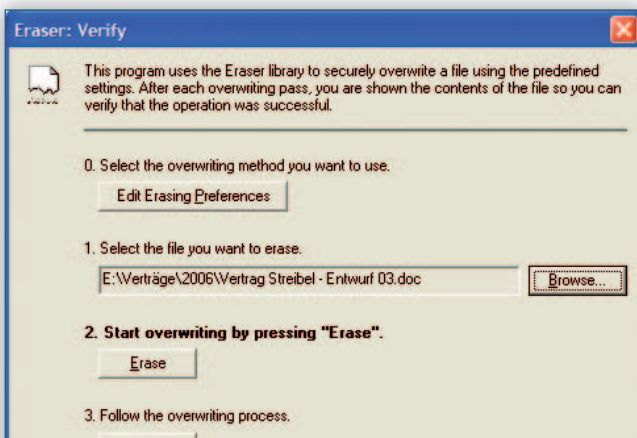 Eraser: Verify
This program uses the Eraser library to securely overwrite a file using the predefined
settings. After each overwriting pass, you are shown the contents of the file so you can
verify that the operation was successful.
0. Select the overwriting method you want to use.
Edit Erasing Preferences
1. Select the file you want to erase.
E:\Verträge\2006\Vertrag Streibel - Entwurf 03.doc
Browse...
2. Start overwriting by pressing "Erase".
Erase
3. Follow the overwriting process.